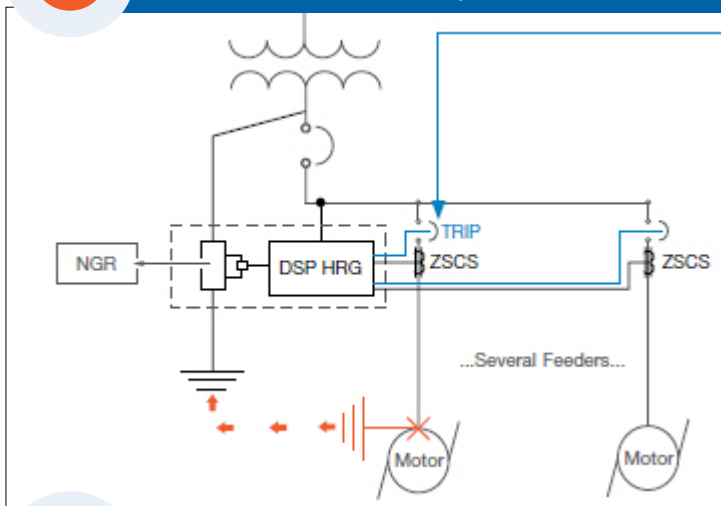 TRIP
NGR
DSP HRG
ZSCS
ZSCS
...Several Feeders...
Motor
Motor